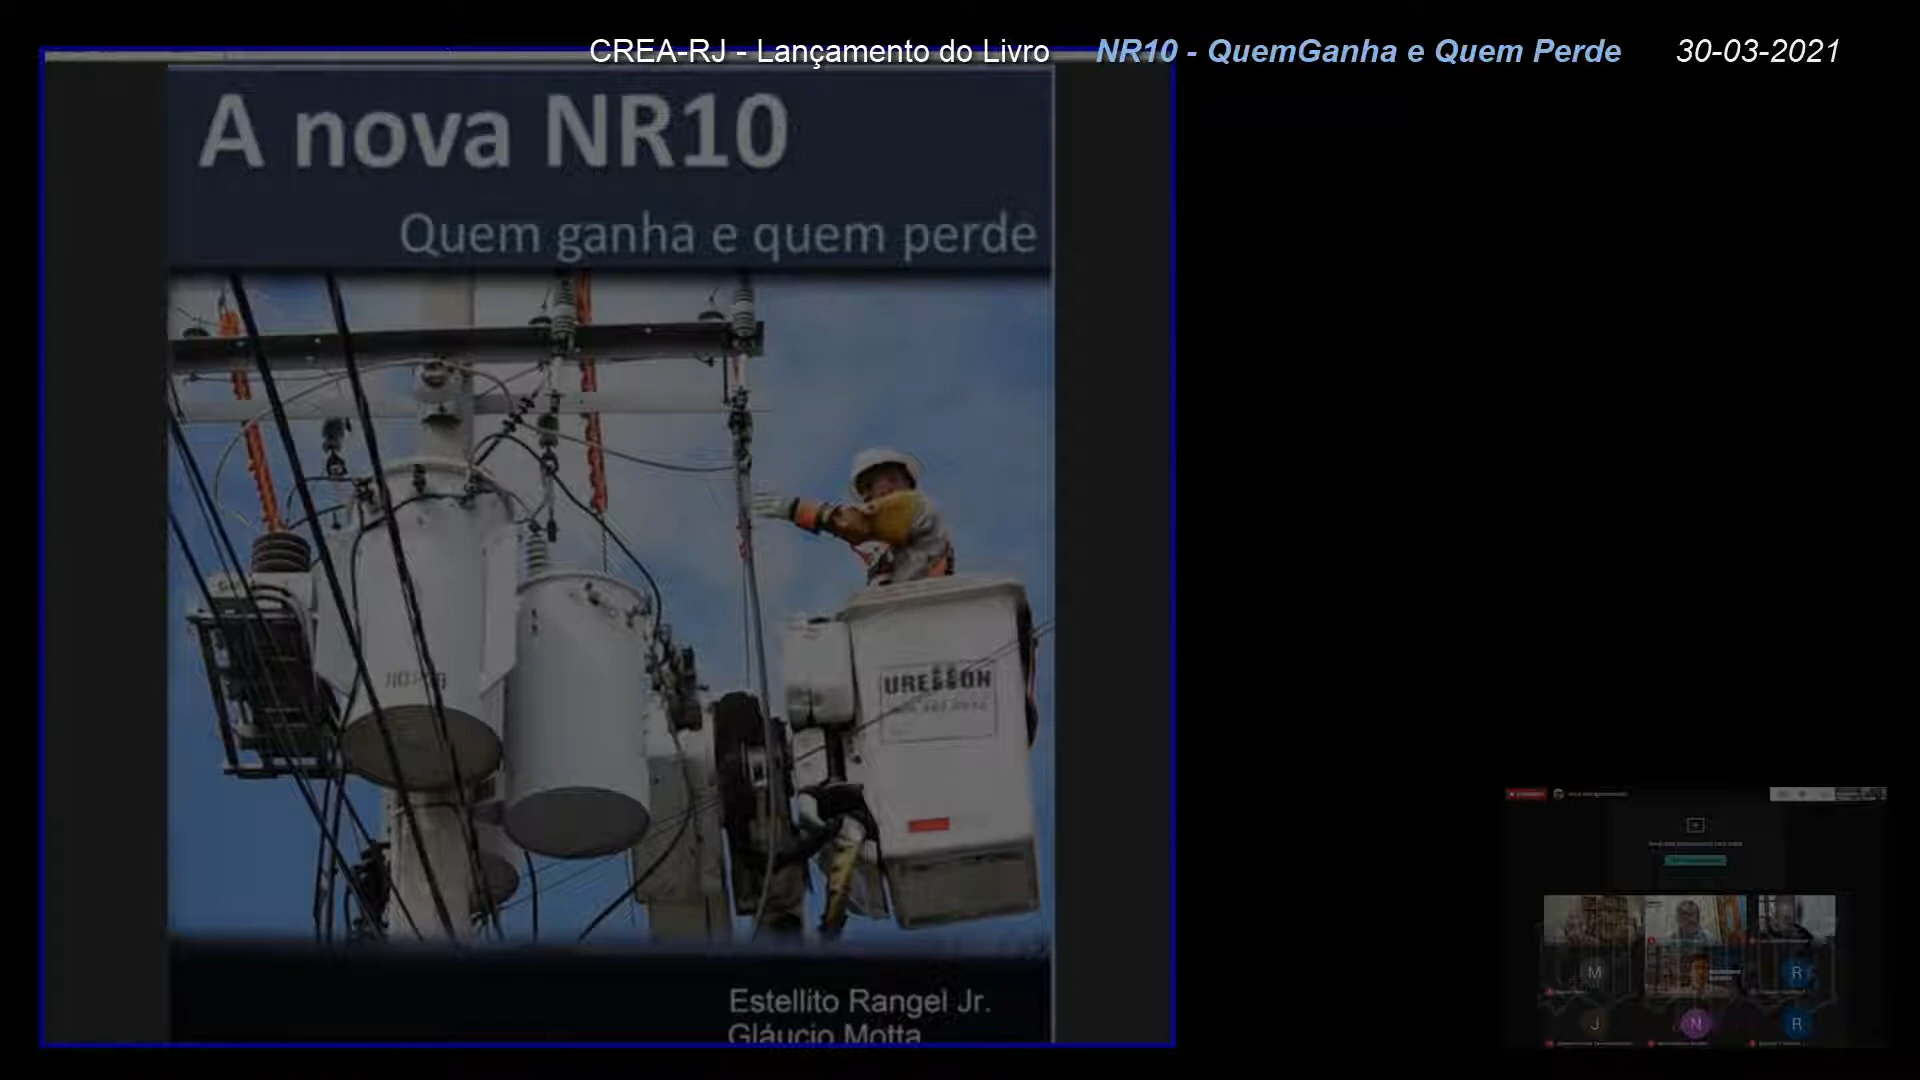 CREA-RJ - Lançamento do Livro NR10 - QuemGanha e Quem Perde 30-03-2021
A nova NR10
Quem ganha e quem perde
Estellito Rangel Jr.
Gláucio Motta
M
R
J
N
R